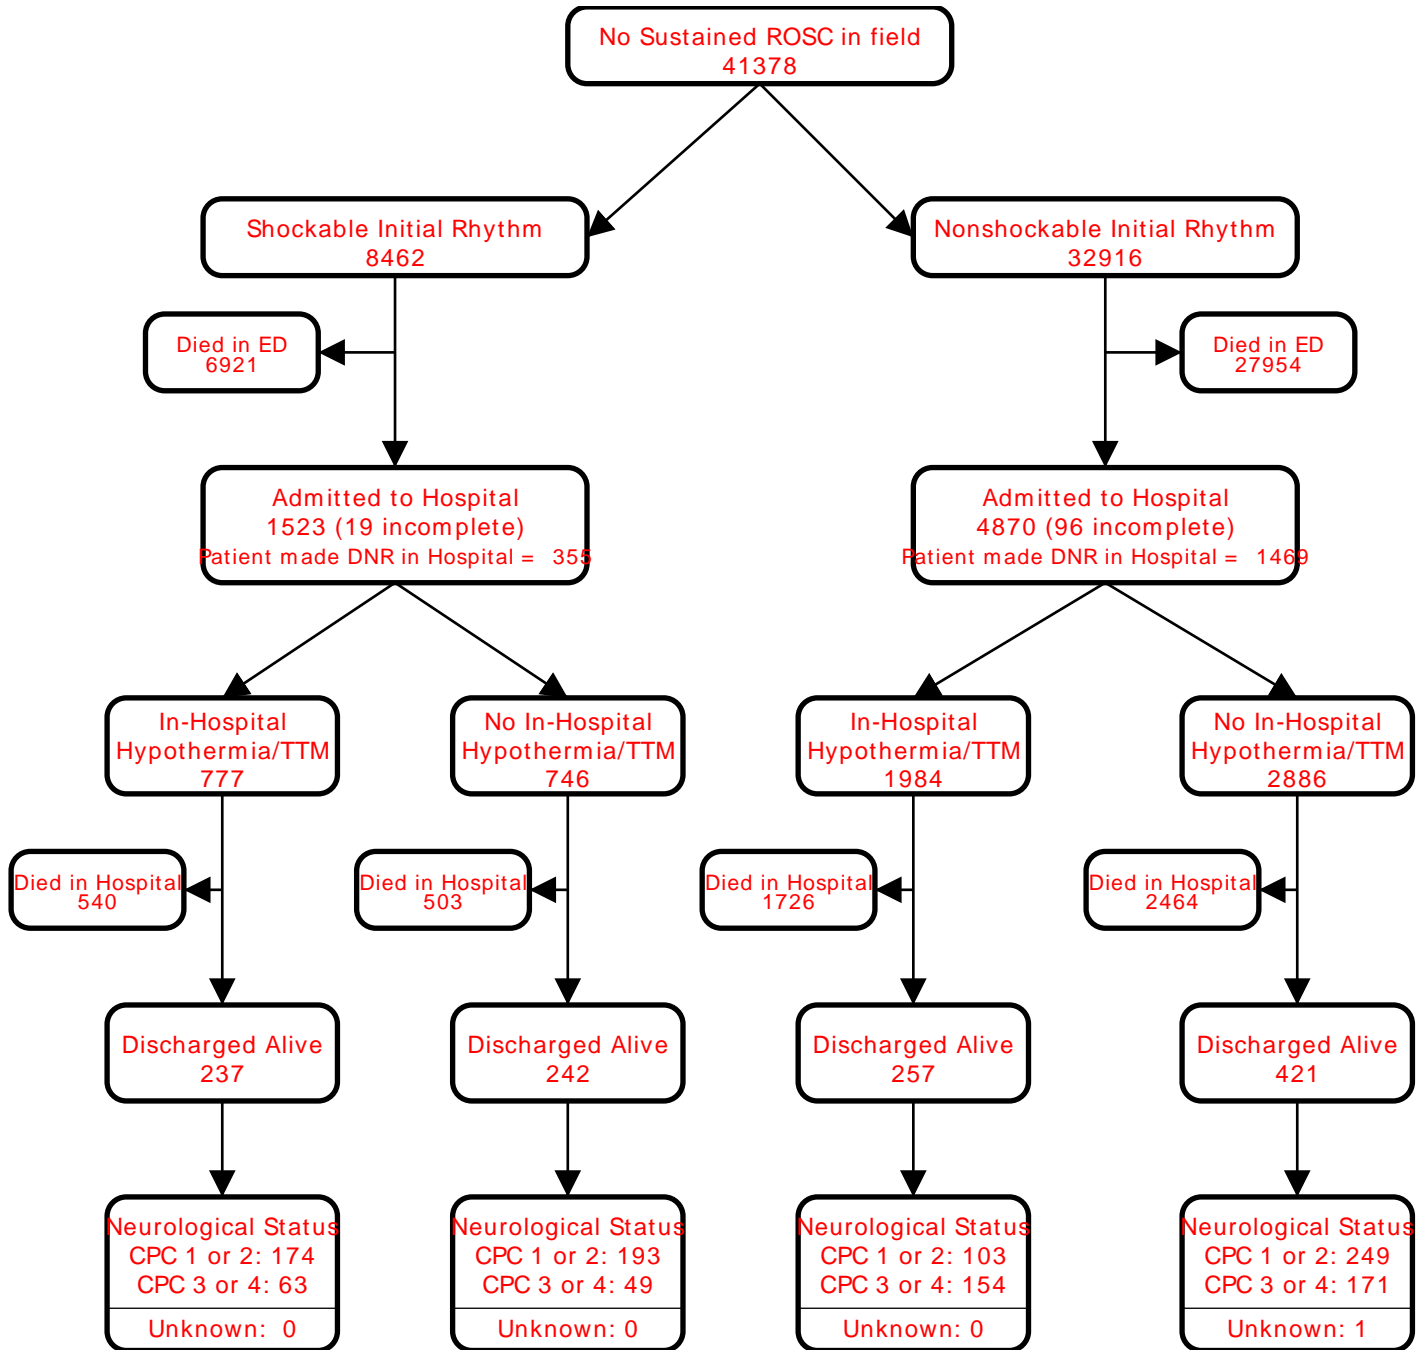 No Sustained ROSC in field
41378
Shockable Initial Rhythm
8462
Nonshockable Initial Rhythm
32916
Died in ED
6921
Died in ED
27954
Admitted to Hospital
1523 (19 incomplete)
Patient made DNR in Hospital = 355
Admitted to Hospital
4870 (96 incomplete)
Patient made DNR in Hospital = 1469
In-Hospital
Hypothermia/TTM
777
No In-Hospital
Hypothermia/TTM
746
In-Hospital
Hypothermia/TTM
1984
No In-Hospital
Hypothermia/TTM
2886
Died in Hospital
540
Died in Hospital
503
Died in Hospital
1726
Died in Hospital
2464
Discharged Alive
237
Discharged Alive
242
Discharged Alive
257
Discharged Alive
421
Neurological Status
CPC 1 or 2: 174
CPC 3 or 4: 63
Unknown: 0
Neurological Status
CPC 1 or 2: 193
CPC 3 or 4: 49
Unknown: 0
Neurological Status
CPC 1 or 2: 103
CPC 3 or 4: 154
Unknown: 0
Neurological Status
CPC 1 or 2: 249
CPC 3 or 4: 171
Unknown: 1